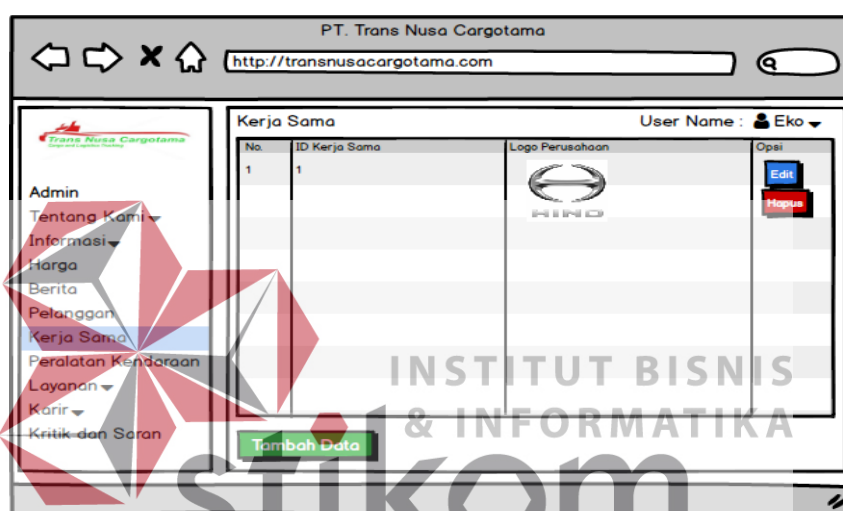 PT. Trans Nusa Cargotama
http://transnusacargotama.com
Trans Nusa Cargotama
Kerja Sama
User Name : Eko
No. ID Kerja Sama Logo Perusahaan Opsi
1 1 HINO Edit
Hapus
Admin
Tentang Kami
Informasi
Harga
Berita
Pelanggan
Kerja Sama
Peralatan Kendaraan
Layanan
Karir
Kritik dan Saran
Tambah Data
INSTITUT BISNIS
& INFORMATIKA
stikom